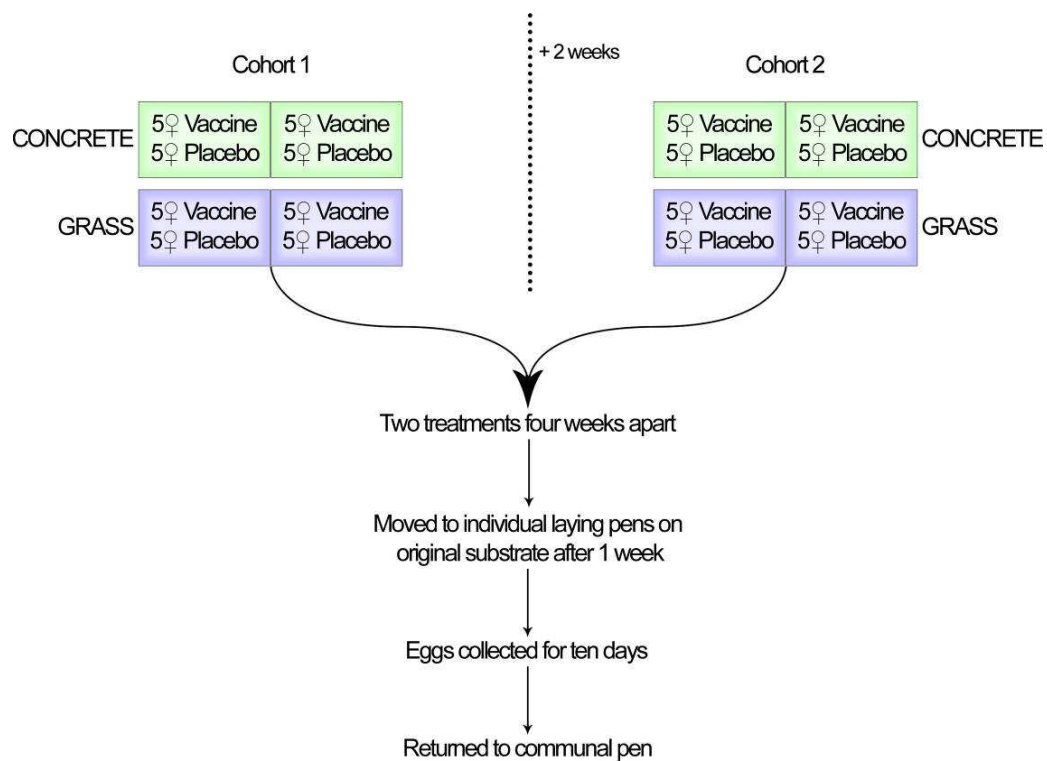 + 2 weeks
Cohort 1
Cohort 2
CONCRETE
5♀ Vaccine
5♀ Placebo
5♀ Vaccine
5♀ Placebo
5♀ Vaccine
5♀ Placebo
5♀ Vaccine
5♀ Placebo
CONCRETE
GRASS
5♀ Vaccine
5♀ Placebo
5♀ Vaccine
5♀ Placebo
5♀ Vaccine
5♀ Placebo
5♀ Vaccine
5♀ Placebo
GRASS
Two treatments four weeks apart
Moved to individual laying pens on
original substrate after 1 week
Eggs collected for ten days
Returned to communal pen